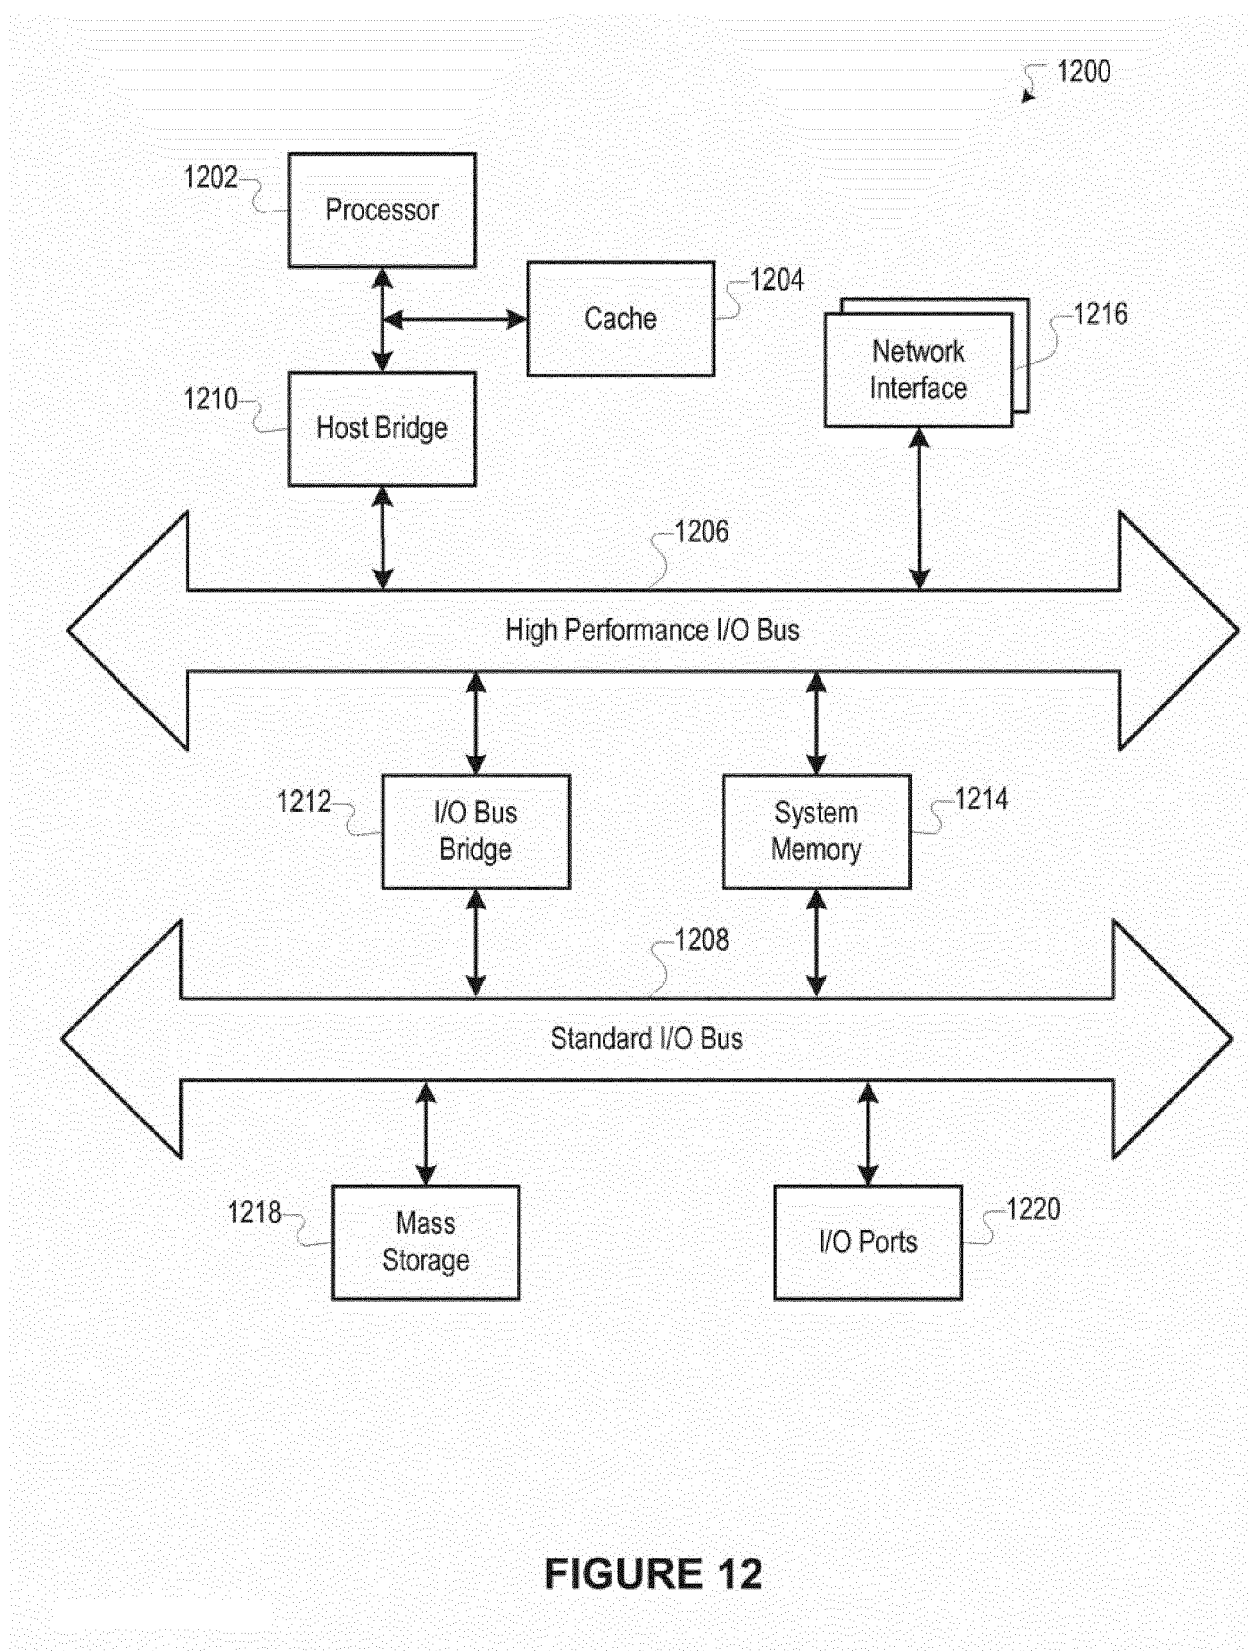 1200
1202
Processor
1204
Cache
1216
Network
Interface
1210
Host Bridge
1206
High Performance I/O Bus
1212
I/O Bus
Bridge
1214
System
Memory
1208
Standard I/O Bus
1218
Mass
Storage
1220
I/O Ports
FIGURE 12